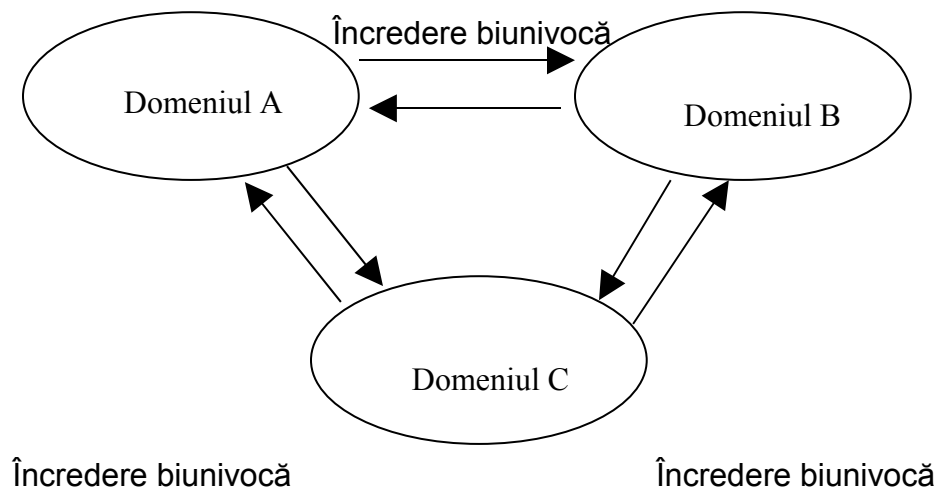 Încredere biunivocă
Domeniul A
Domeniul B
Domeniul C
Încredere biunivocă
Încredere biunivocă